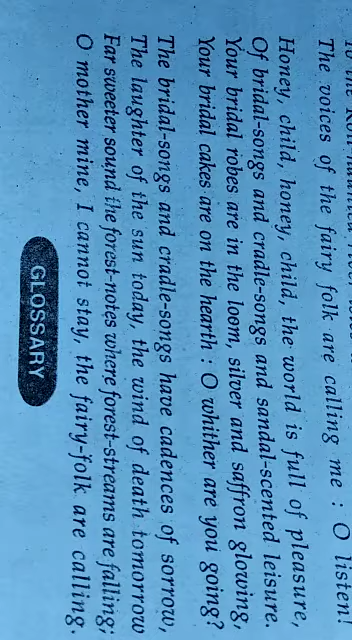 The voices of the fairy folk are calling me : O listen!
Honey, child, honey, child, the world is full of pleasure,
Of bridal-songs and cradle-songs and sandal-scented leisure.
Your bridal robes are in the loom, silver and saffron glowing,
Your bridal cakes are on the hearth : O whither are you going?
The bridal-songs and cradle-songs have cadences of sorrow,
The laughter of the sun today, the wind of death tomorrow
Far sweeter sound the forest-notes where forest-streams are falling;
O mother mine, I cannot stay, the fairy-folk are calling.
GLOSSARY